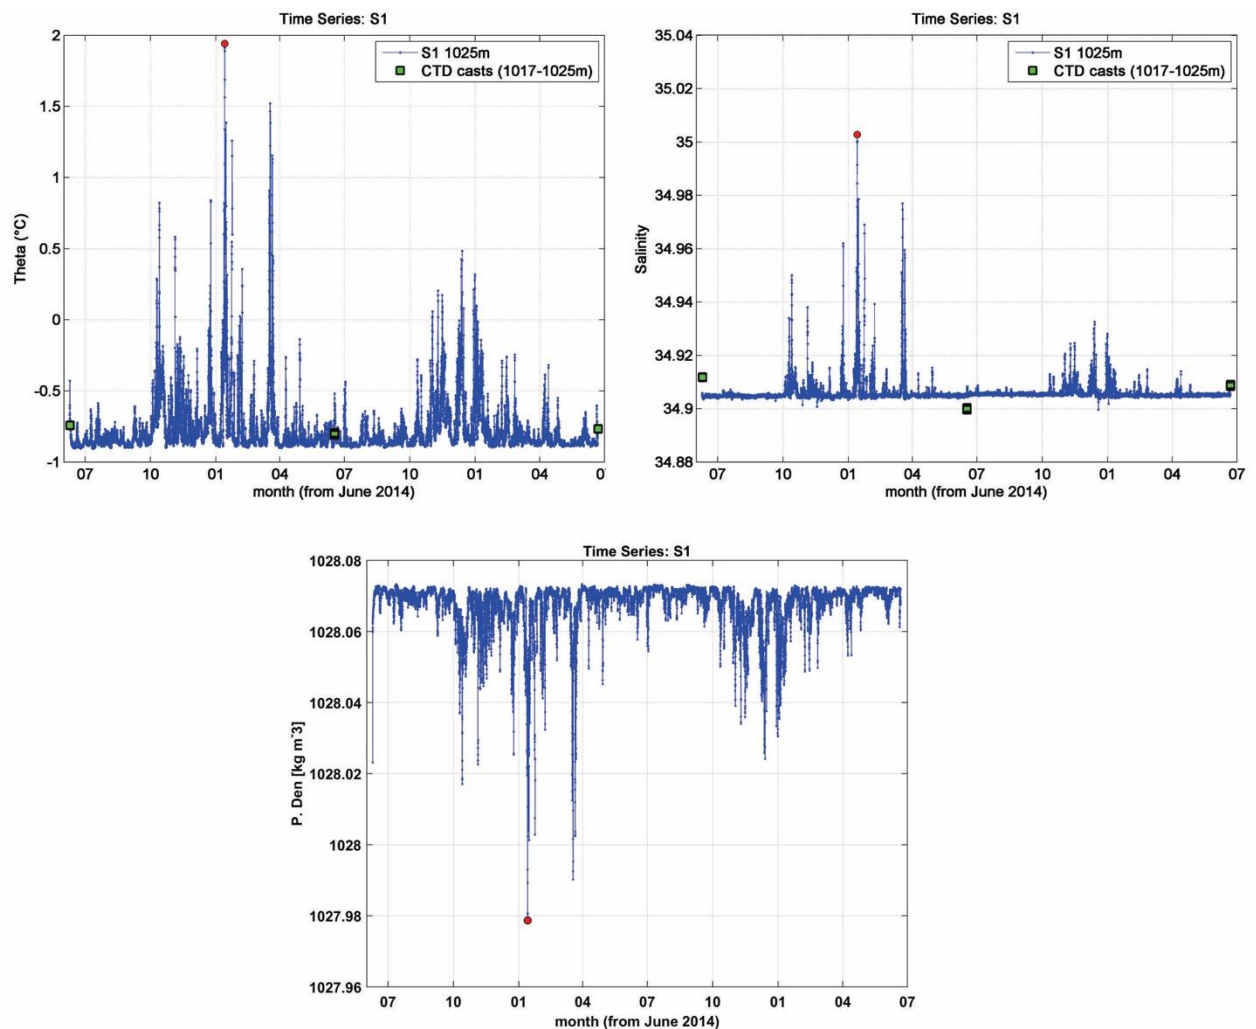 Time Series: S1
2
1.5
1
0.5
0
-0.5
-1
Theta (°C)
S1 1025m
CTD casts (1017-1025m)
07 10 01 04 07 10 01 04 0
month (from June 2014)
Time Series: S1
35.04
35.02
35
34.98
34.96
34.94
34.92
34.9
34.88
Salinity
S1 1025m
CTD casts (1017-1025m)
07 10 01 04 07 10 01 04 07
month (from June 2014)
Time Series: S1
1028.08
1028.06
1028.04
1028.02
1028
1027.98
1027.96
P. Den [kg m-3]
07 10 01 04 07 10 01 04 07
month (from June 2014)